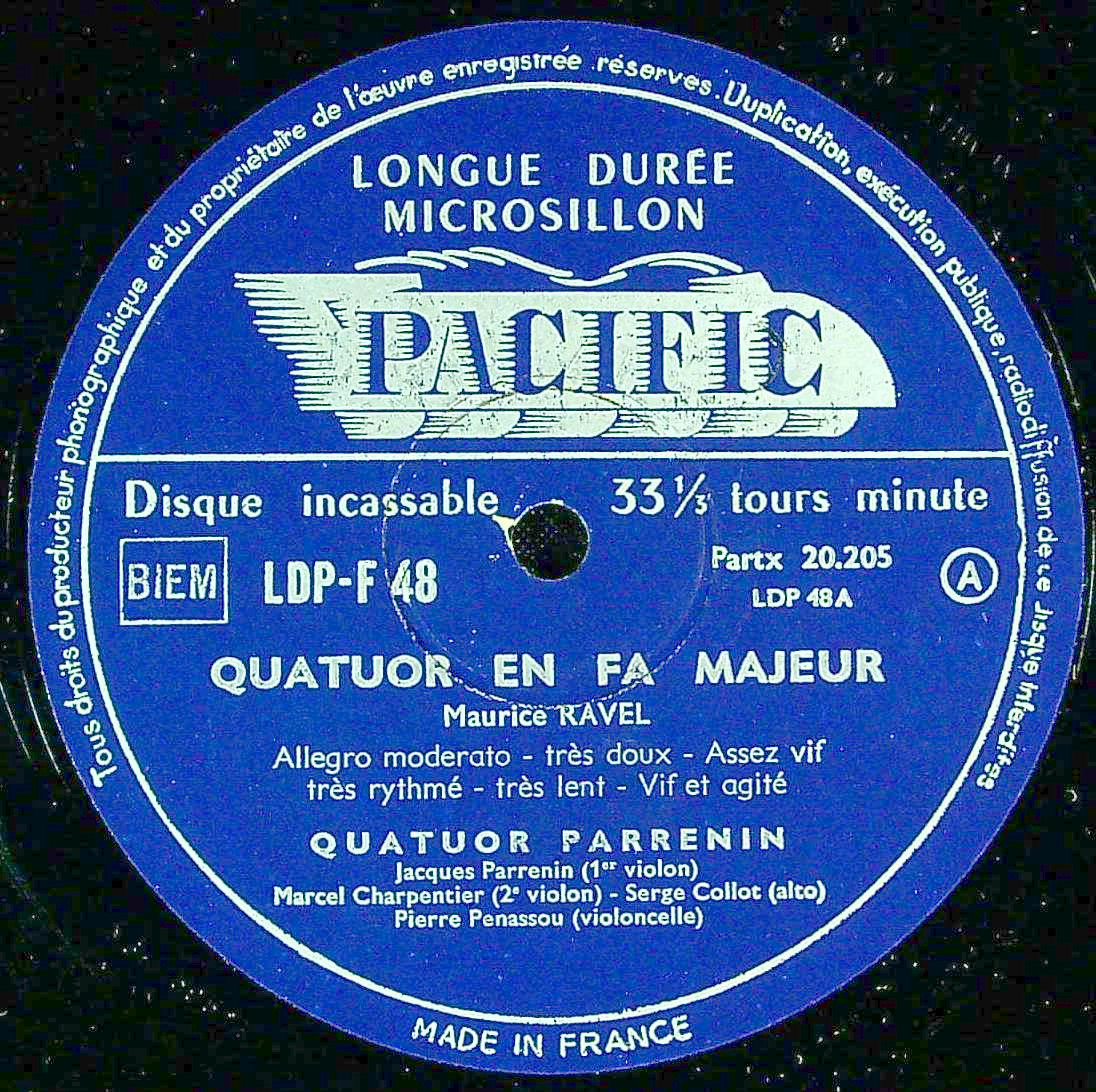 Tous droits du producteur phonographique et du propriétaire de l'œuvre enregistrée réservés. Duplication, exécution publique, radiodiffusion de ce disque interdites
LONGUE DURÉE
MICROSILLON
PACIFIC
Disque incassable 33 1/3 tours minute
BIEM LDP-F 48 Partx 20.205 A
LDP 48 A
QUATUOR EN FA MAJEUR
Maurice RAVEL
Allegro moderato - très doux - Assez vif
très rythmé - très lent - Vif et agité
QUATUOR PARRENIN
Jacques Parrenin (1er violon)
Marcel Charpentier (2e violon) - Serge Collot (alto)
Pierre Penassou (violoncelle)
MADE IN FRANCE